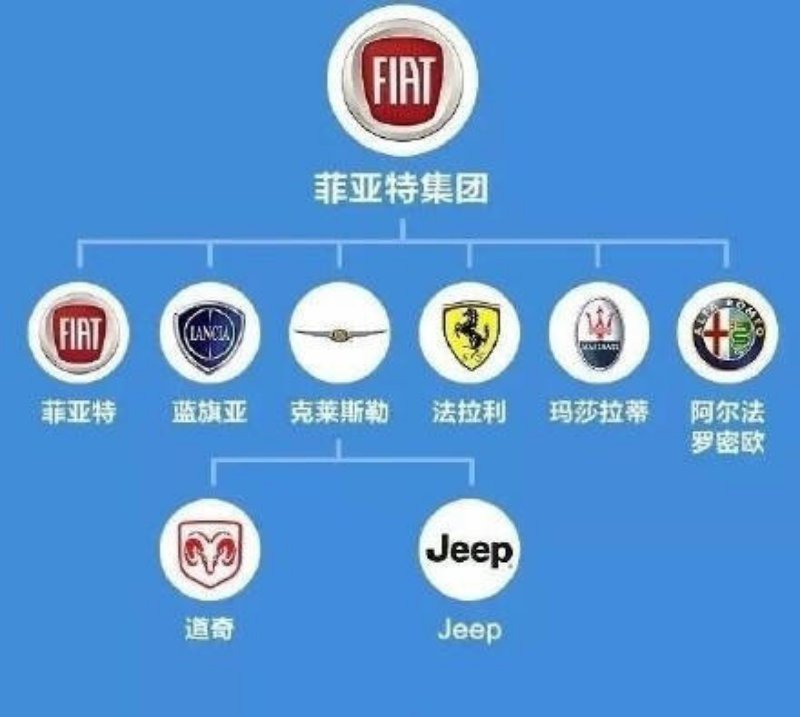 FIAT
菲亚特集团
FIAT
LANCIA
ALFA ROMEO
MASERATI
菲亚特
蓝旗亚
克莱斯勒
法拉利
玛莎拉蒂
阿尔法
罗密欧
Jeep
道奇
Jeep